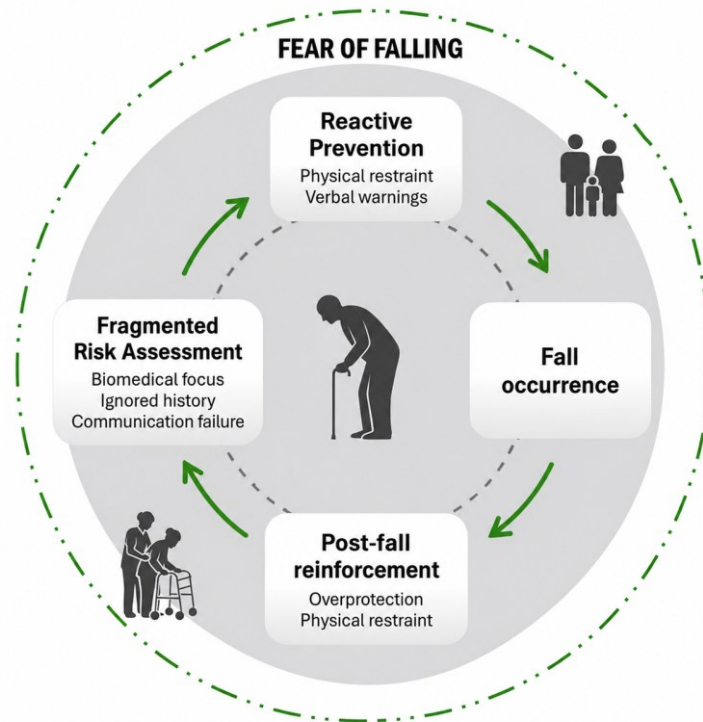 FEAR OF FALLING
Reactive
Prevention
Physical restraint
Verbal warnings
Fragmented
Risk Assessment
Biomedical focus
Ignored history
Communication failure
Fall
occurrence
Post-fall
reinforcement
Overprotection
Physical restraint